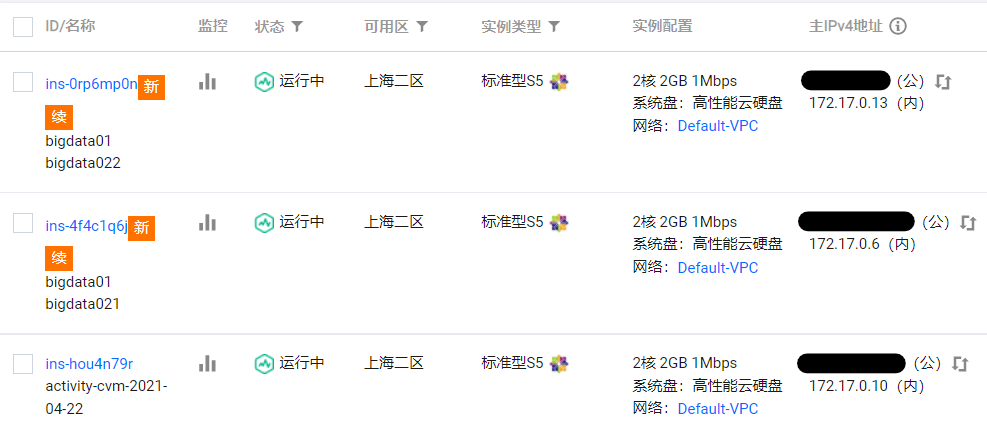 ID/名称 监控 状态 可用区 实例类型 实例配置 主IPv4地址
ins-0rp6mp0n 新 运行中 上海二区 标准型S5 2核 2GB 1Mbps (公)
续 系统盘：高性能云硬盘 172.17.0.13 (内)
bigdata01 网络：Default-VPC
bigdata022
ins-4f4c1q6j 新 运行中 上海二区 标准型S5 2核 2GB 1Mbps (公)
续 系统盘：高性能云硬盘 172.17.0.6 (内)
bigdata01 网络：Default-VPC
bigdata021
ins-hou4n79r 运行中 上海二区 标准型S5 2核 2GB 1Mbps (公)
activity-cvm-2021- 系统盘：高性能云硬盘 172.17.0.10 (内)
04-22 网络：Default-VPC